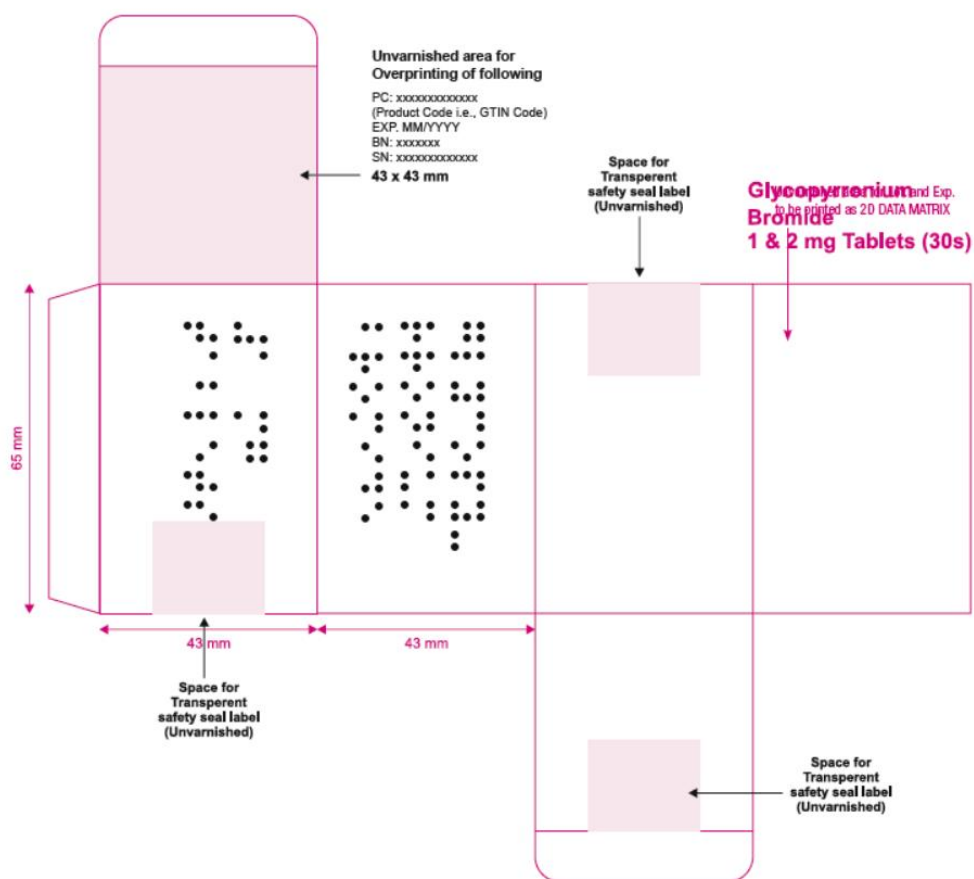 Unvarnished area for
Overprinting of following
PC: xxxxxxxxxxxxx
(Product Code i.e., GTIN Code)
EXP. MM/YYYY
BN: xxxxxxx
SN: xxxxxxxxxxxxx
43 x 43 mm
Space for
Transperent
safety seal label
(Unvarnished)
Glycopyrronium
Bromide
1 & 2 mg Tablets (30s)
and Exp.
to be printed as 2D DATA MATRIX
65 mm
43 mm
43 mm
Space for
Transperent
safety seal label
(Unvarnished)
Space for
Transperent
safety seal label
(Unvarnished)